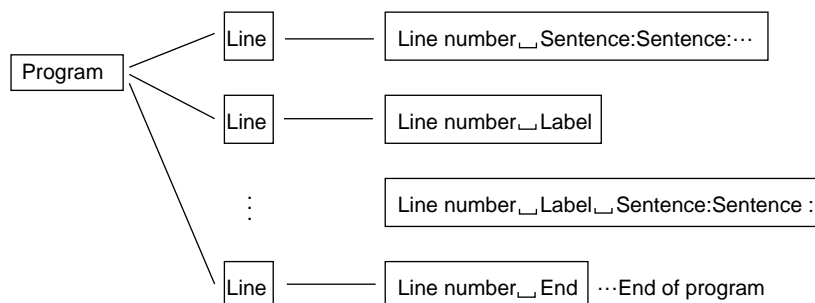 Line Line number␣Sentence:Sentence:⋯
Program
Line Line number␣Label
⋮ Line number␣Label␣Sentence:Sentence :
Line Line number␣End ⋯End of program